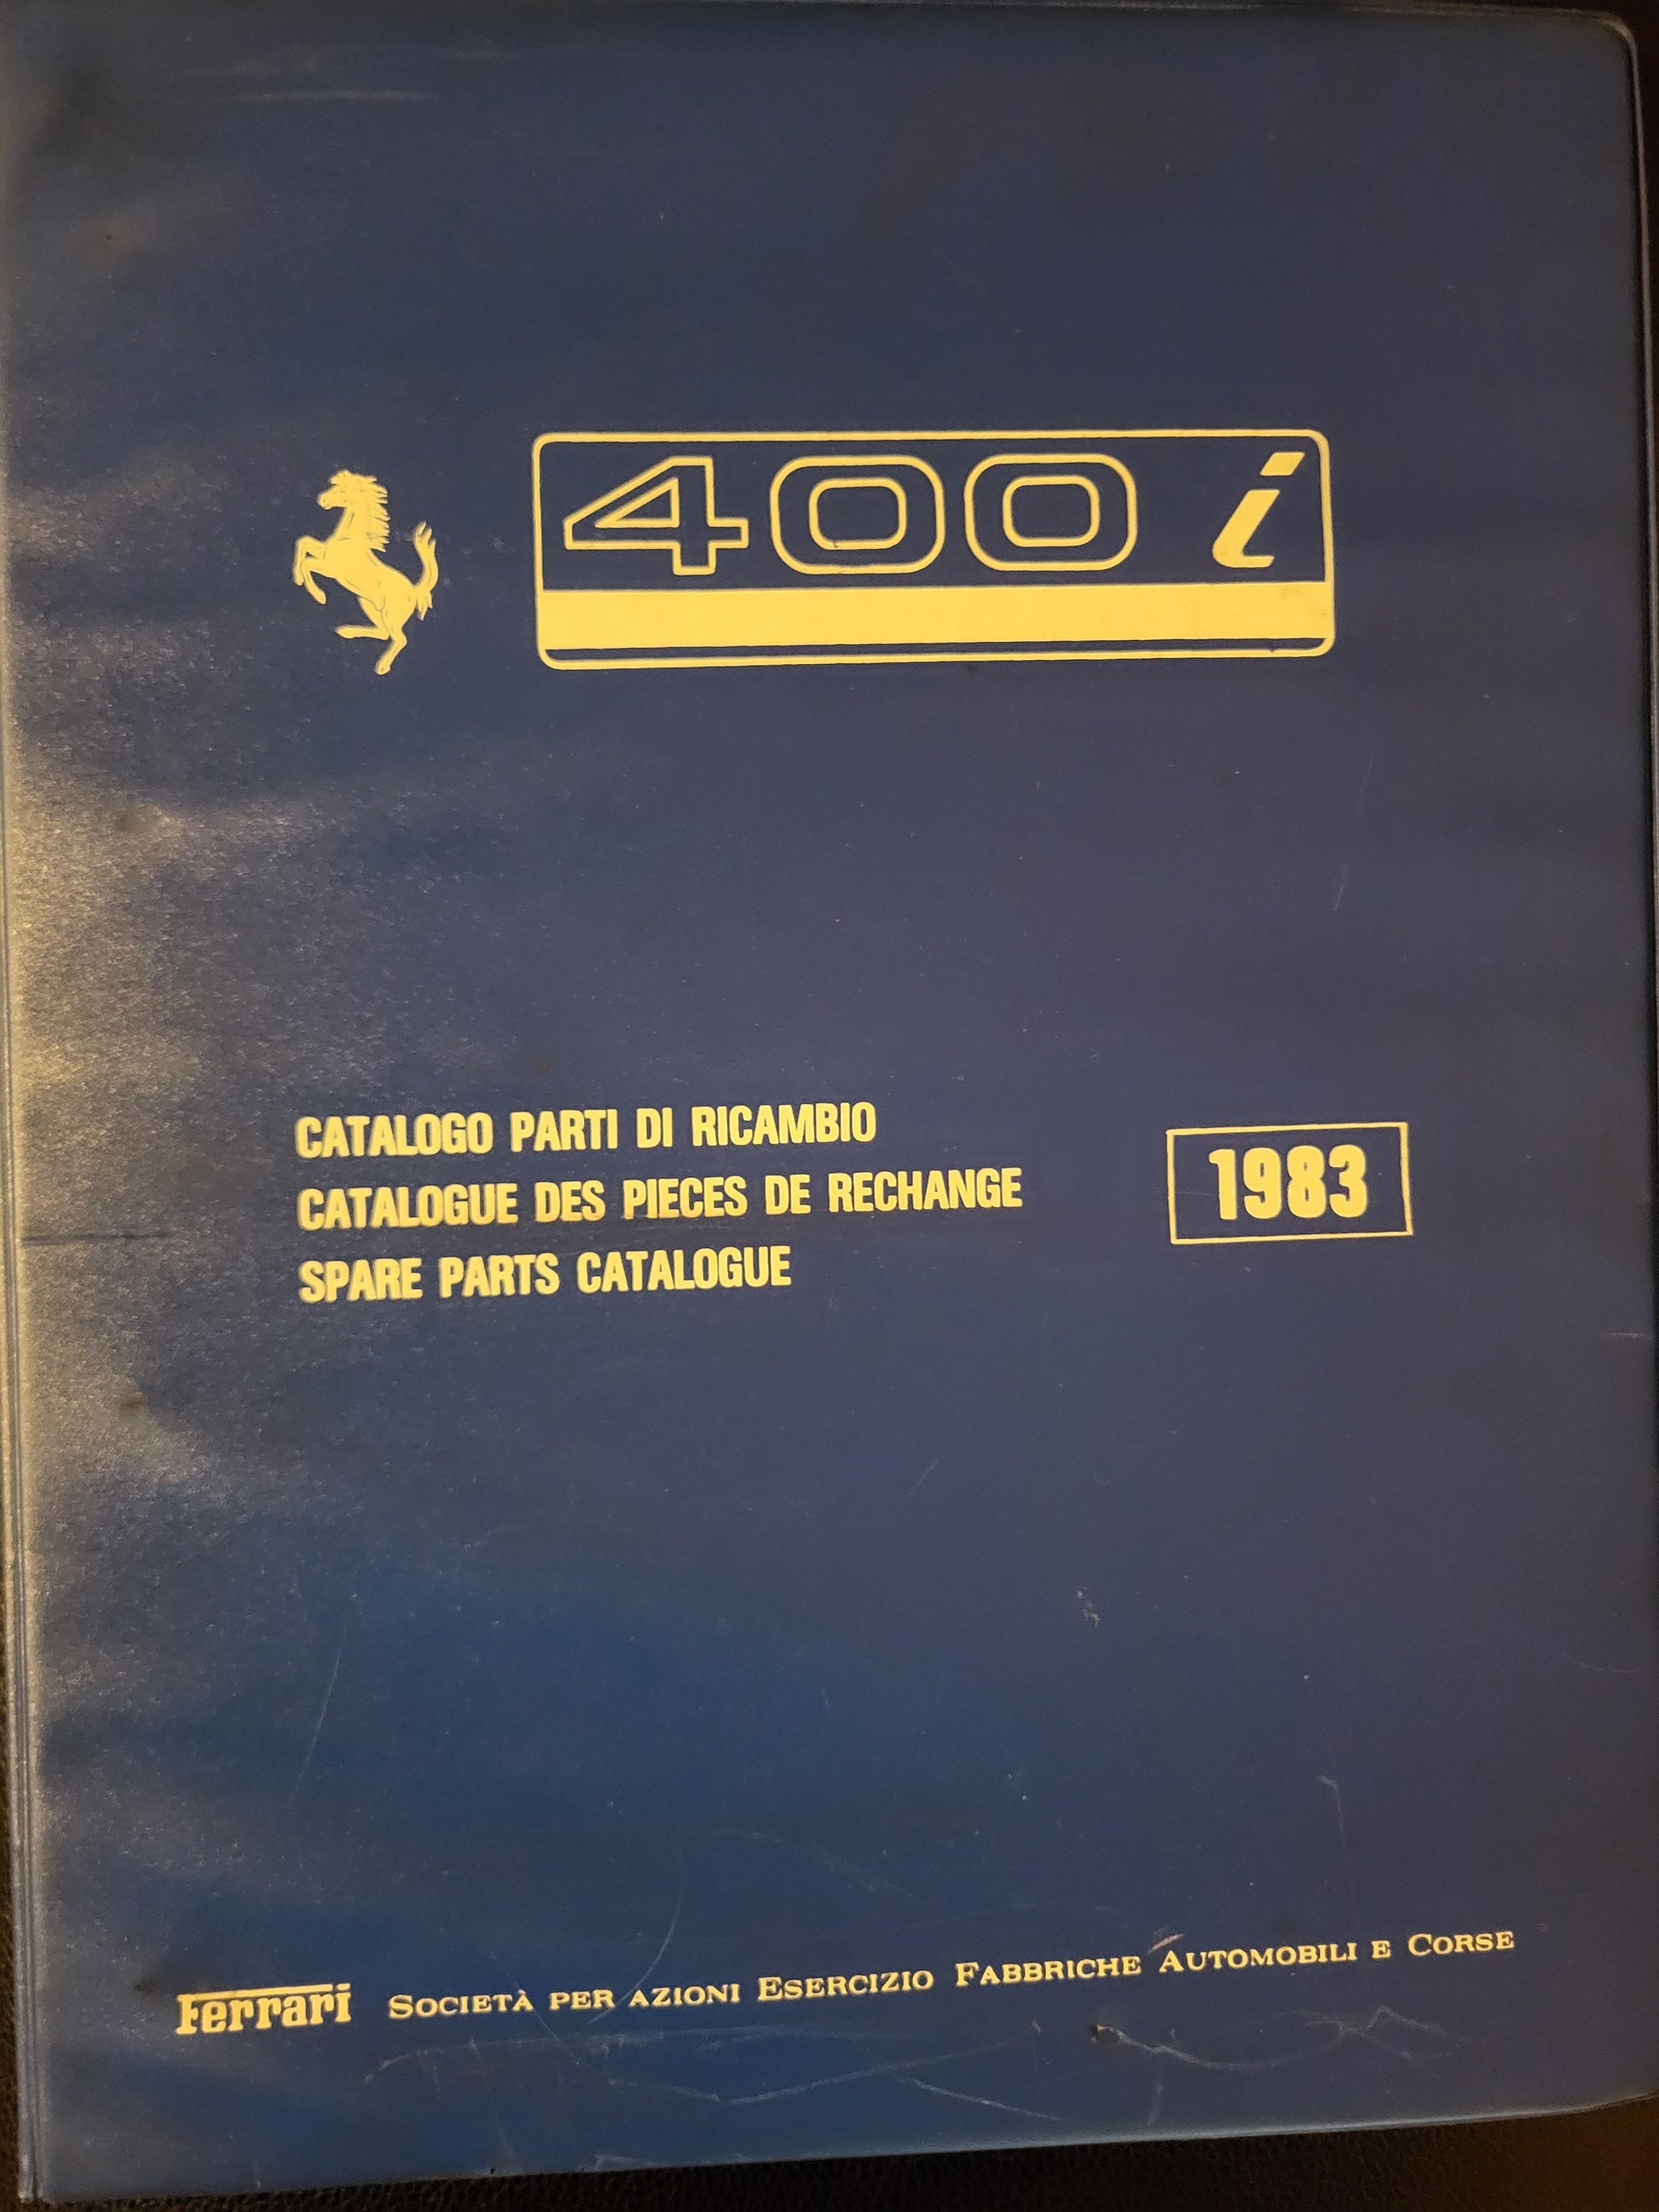 400 i
CATALOGO PARTI DI RICAMBIO
CATALOGUE DES PIECES DE RECHANGE
SPARE PARTS CATALOGUE
1983
Ferrari SOCIETÀ PER AZIONI ESERCIZIO FABBRICHE AUTOMOBILI E CORSE